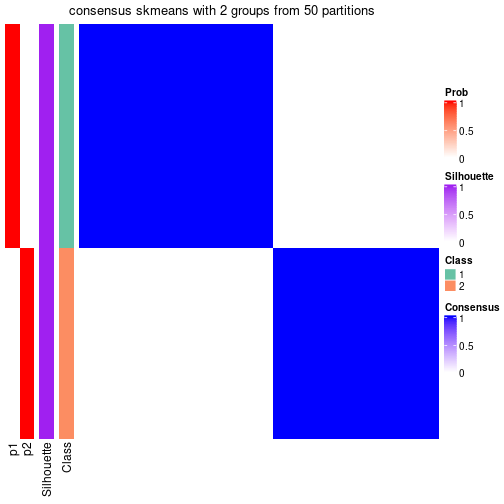 consensus skmeans with 2 groups from 50 partitions
Prob
1
0.5
0
Silhouette
1
0.5
0
Class
1
2
Consensus
1
0.5
0
p1
p2
Silhouette
Class